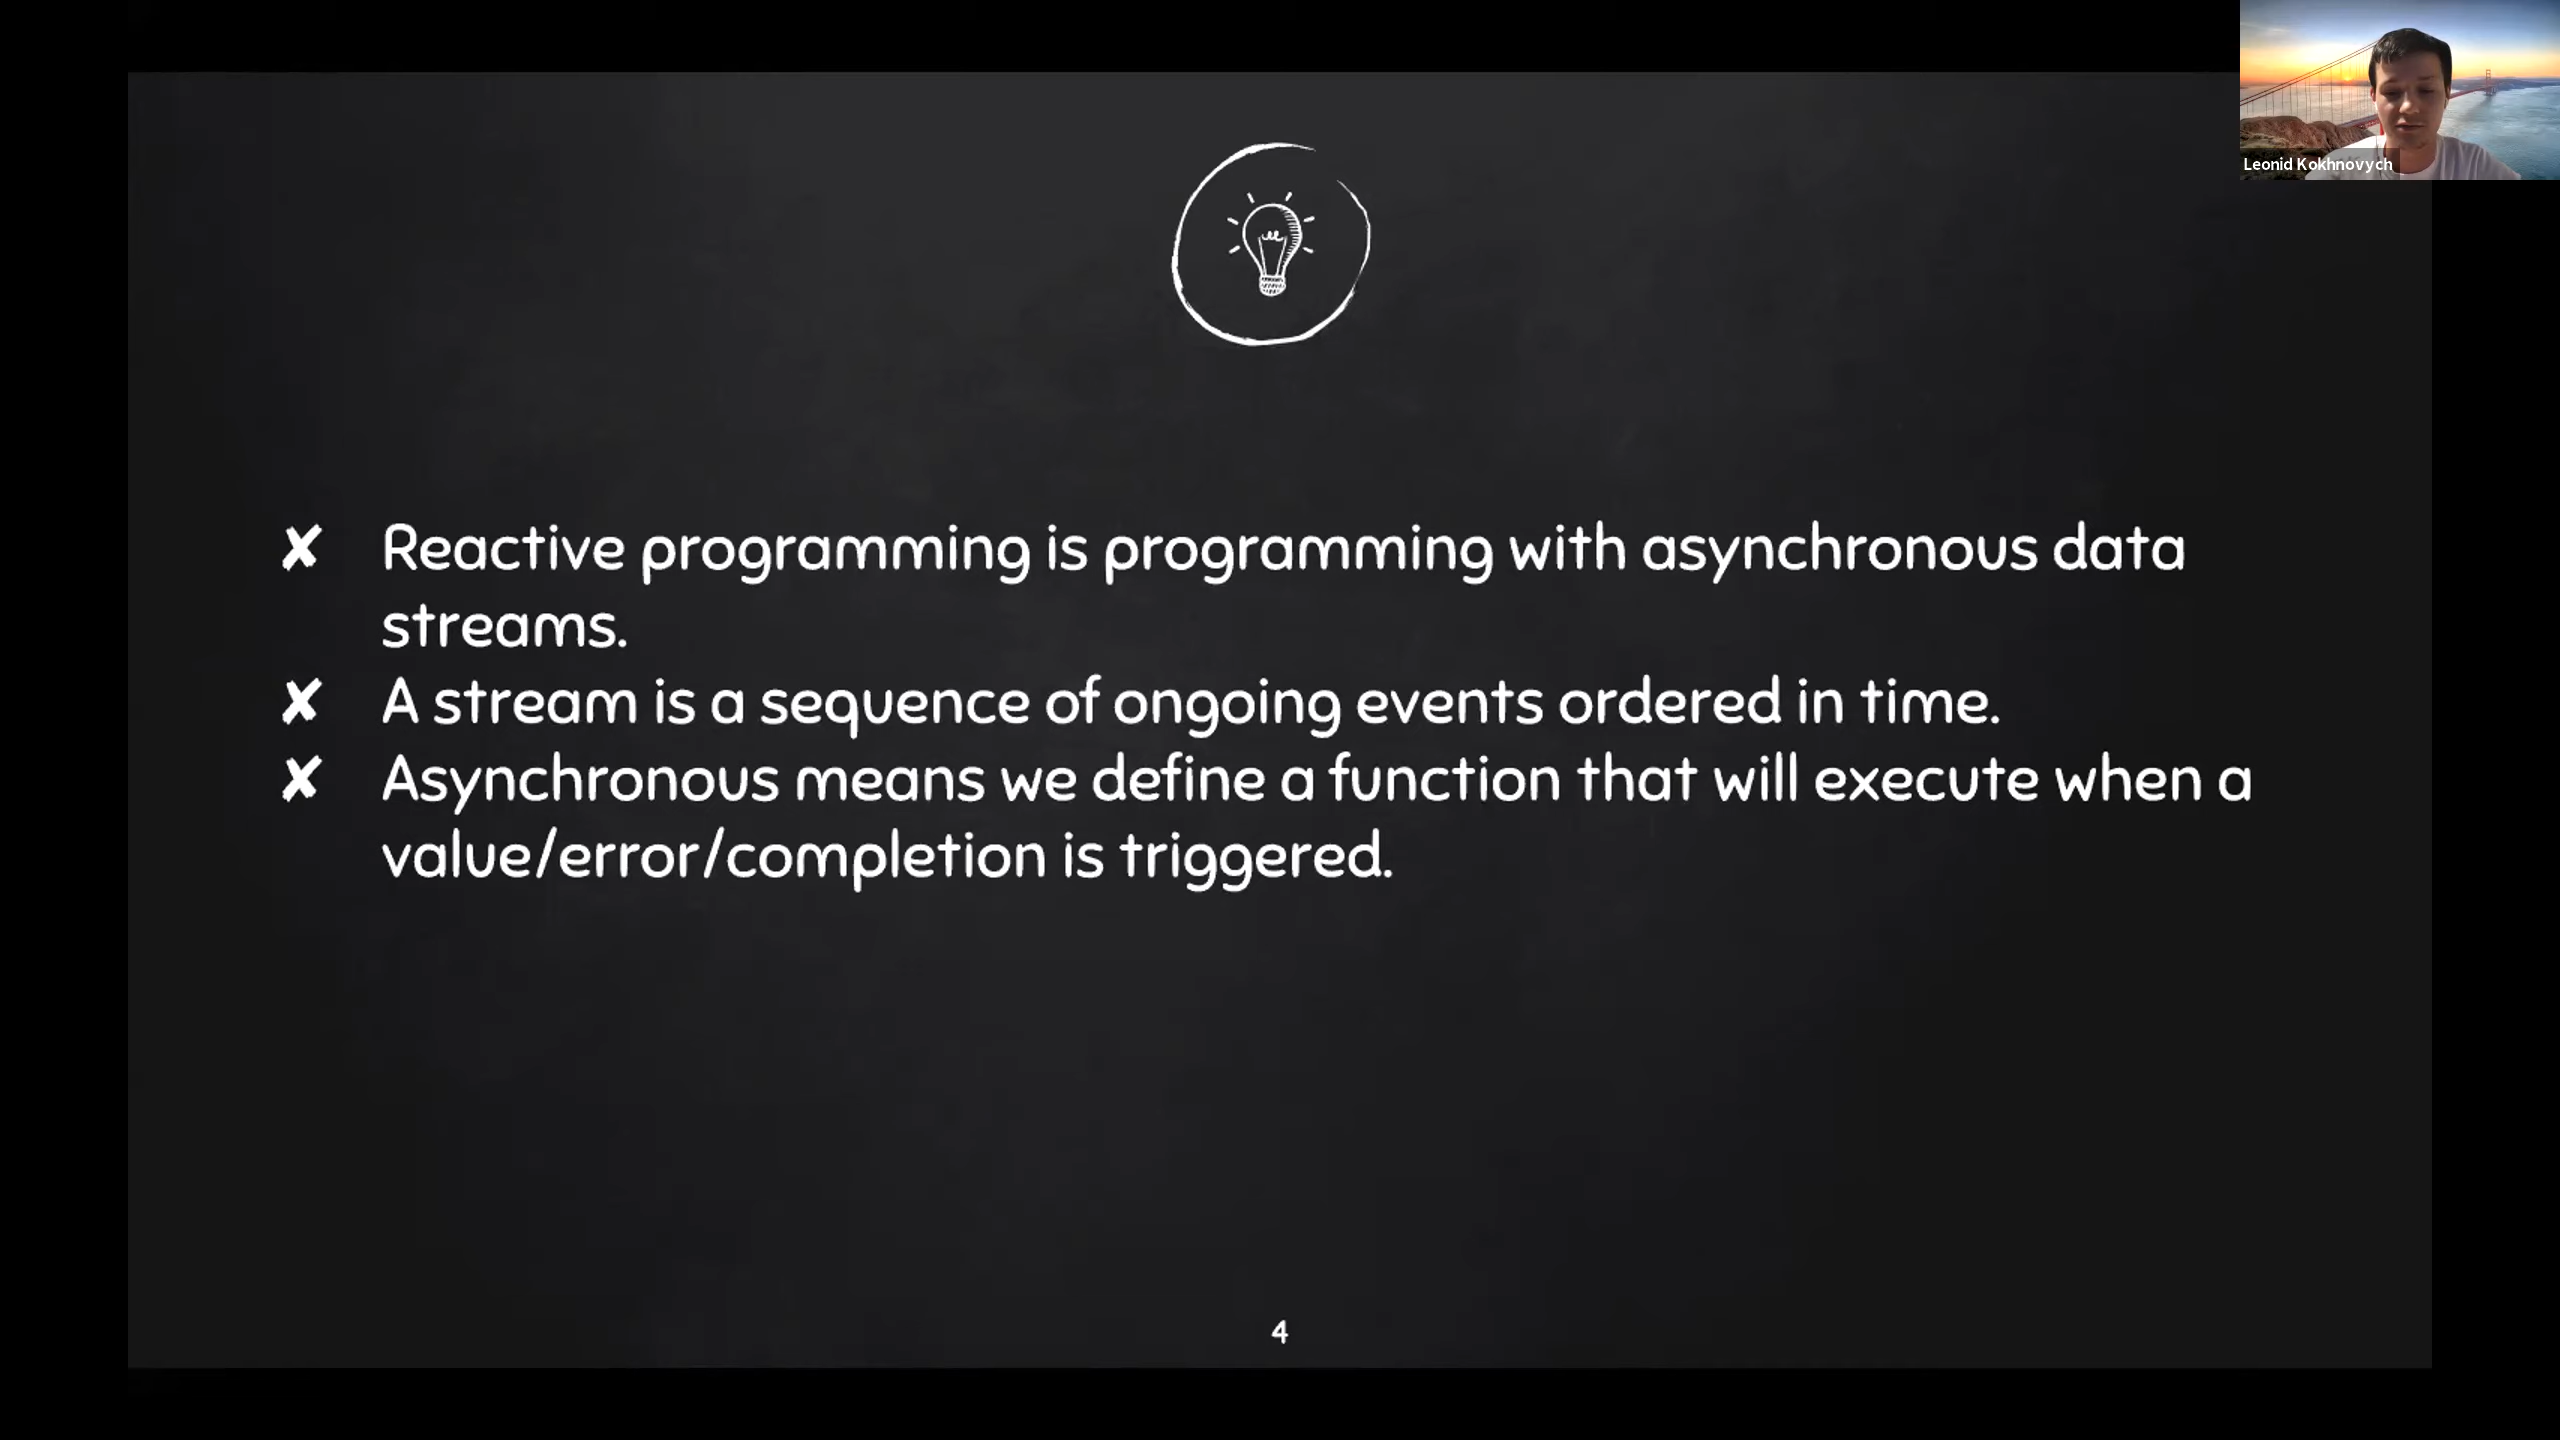 Leonid Kokhnovych
✘ Reactive programming is programming with asynchronous data
streams.
✘ A stream is a sequence of ongoing events ordered in time.
✘ Asynchronous means we define a function that will execute when a
value/error/completion is triggered.
4